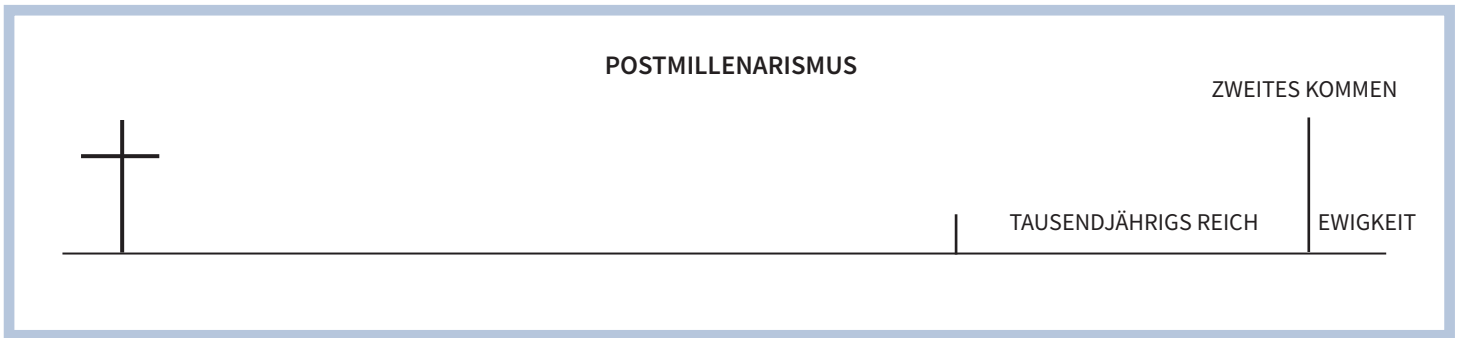 POSTMILLENARISMUS
ZWEITES KOMMEN
TAUSENDJÄHRIGS REICH
EWIGKEIT